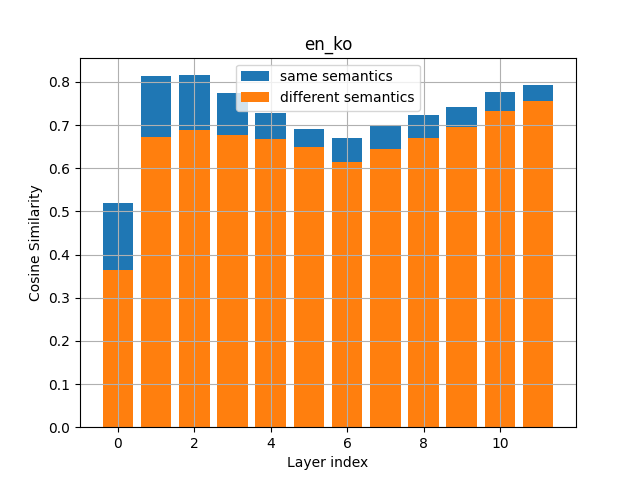 en_ko
same semantics
different semantics
Cosine Similarity
0.8
0.7
0.6
0.5
0.4
0.3
0.2
0.1
0.0
0 2 4 6 8 10
Layer index